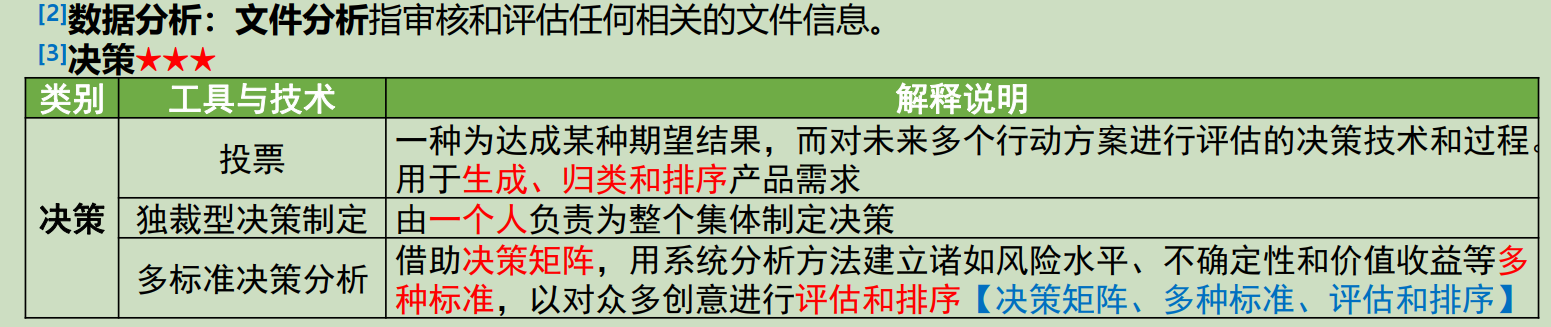 [2]数据分析：文件分析指审核和评估任何相关的文件信息。
[3]决策★★★
类别 工具与技术 解释说明
决策
投票
一种为达成某种期望结果，而对未来多个行动方案进行评估的决策技术和过程。
用于生成、归类和排序产品需求
独裁型决策制定 由一个人负责为整个集体制定决策
多标准决策分析
借助决策矩阵，用系统分析方法建立诸如风险水平、不确定性和价值收益等多
种标准，以对众多创意进行评估和排序【决策矩阵、多种标准、评估和排序】